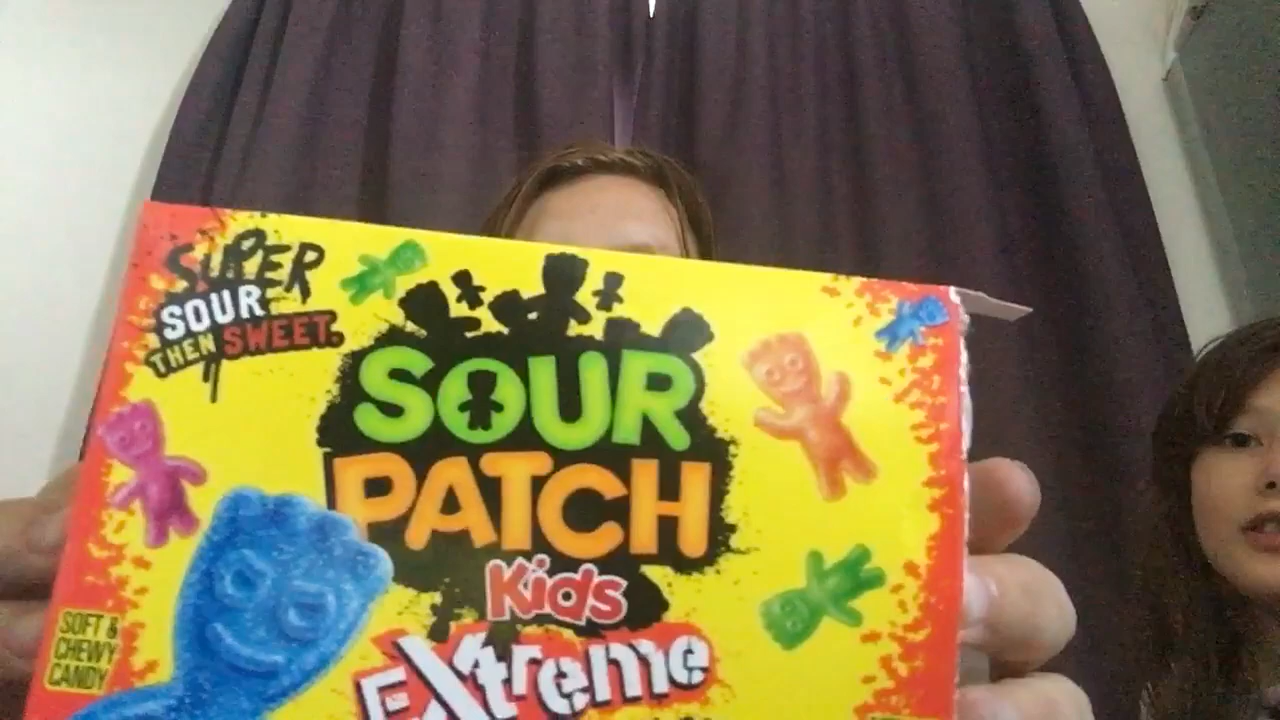 SUPER
SOUR
THEN SWEET.
SOUR
PATCH
Kids
EXtreme
SOFT &
CHEWY
CANDY